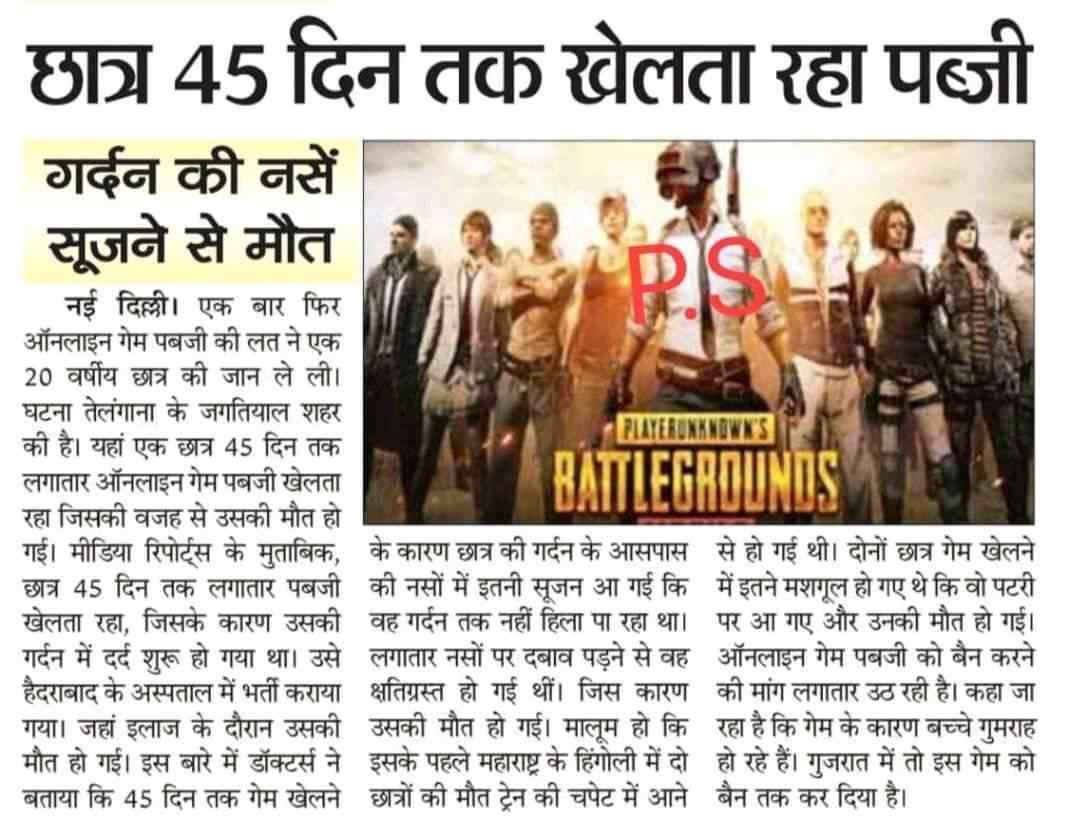 छात्र 45 दिन तक खेलता रहा पब्जी
गर्दन की नसें
सूजने से मौत
नई दिल्ली। एक बार फिर
ऑनलाइन गेम पबजी की लत ने एक
20 वर्षीय छात्र की जान ले ली।
घटना तेलंगाना के जगतियाल शहर
की है। यहां एक छात्र 45 दिन तक
लगातार ऑनलाइन गेम पबजी खेलता
रहा जिसकी वजह से उसकी मौत हो
गई। मीडिया रिपोर्ट्स के मुताबिक,
छात्र 45 दिन तक लगातार पबजी
खेलता रहा, जिसके कारण उसकी
गर्दन में दर्द शुरू हो गया था। उसे
हैदराबाद के अस्पताल में भर्ती कराया
गया। जहां इलाज के दौरान उसकी
मौत हो गई। इस बारे में डॉक्टर्स ने
बताया कि 45 दिन तक गेम खेलने
P.S
PLAYERUNKNOWN'S
BATTLEGROUNDS
के कारण छात्र की गर्दन के आसपास
की नसों में इतनी सूजन आ गई कि
वह गर्दन तक नहीं हिला पा रहा था।
लगातार नसों पर दबाव पड़ने से वह
क्षतिग्रस्त हो गई थीं। जिस कारण
उसकी मौत हो गई। मालूम हो कि
इसके पहले महाराष्ट्र के हिंगोली में दो
छात्रों की मौत ट्रेन की चपेट में आने
से हो गई थी। दोनों छात्र गेम खेलने
में इतने मशगूल हो गए थे कि वो पटरी
पर आ गए और उनकी मौत हो गई।
ऑनलाइन गेम पबजी को बैन करने
की मांग लगातार उठ रही है। कहा जा
रहा है कि गेम के कारण बच्चे गुमराह
हो रहे हैं। गुजरात में तो इस गेम को
बैन तक कर दिया है।